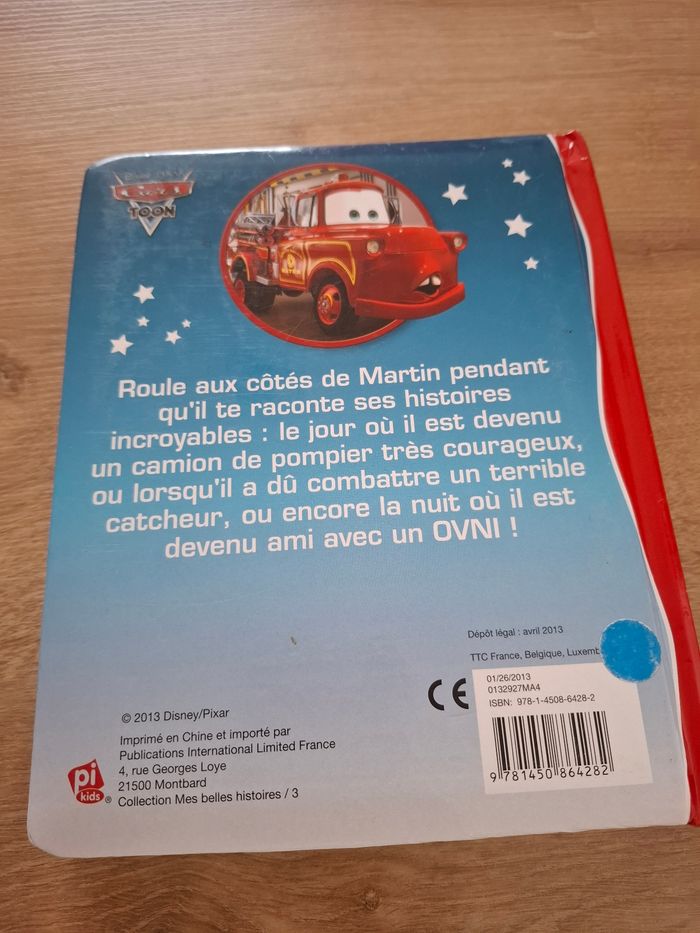 CARS
TOON
Roule aux côtés de Martin pendant
qu'il te raconte ses histoires
incroyables : le jour où il est devenu
un camion de pompier très courageux,
ou lorsqu'il a dû combattre un terrible
catcheur, ou encore la nuit où il est
devenu ami avec un OVNI !
Dépôt légal : avril 2013
TTC France, Belgique, Luxemb
CE
01/26/2013
0132927MA4
ISBN: 978-1-4508-6428-2
9 781450 864282
© 2013 Disney/Pixar
Imprimé en Chine et importé par
Publications International Limited France
4, rue Georges Loye
21500 Montbard
Collection Mes belles histoires / 3
pi
kids®